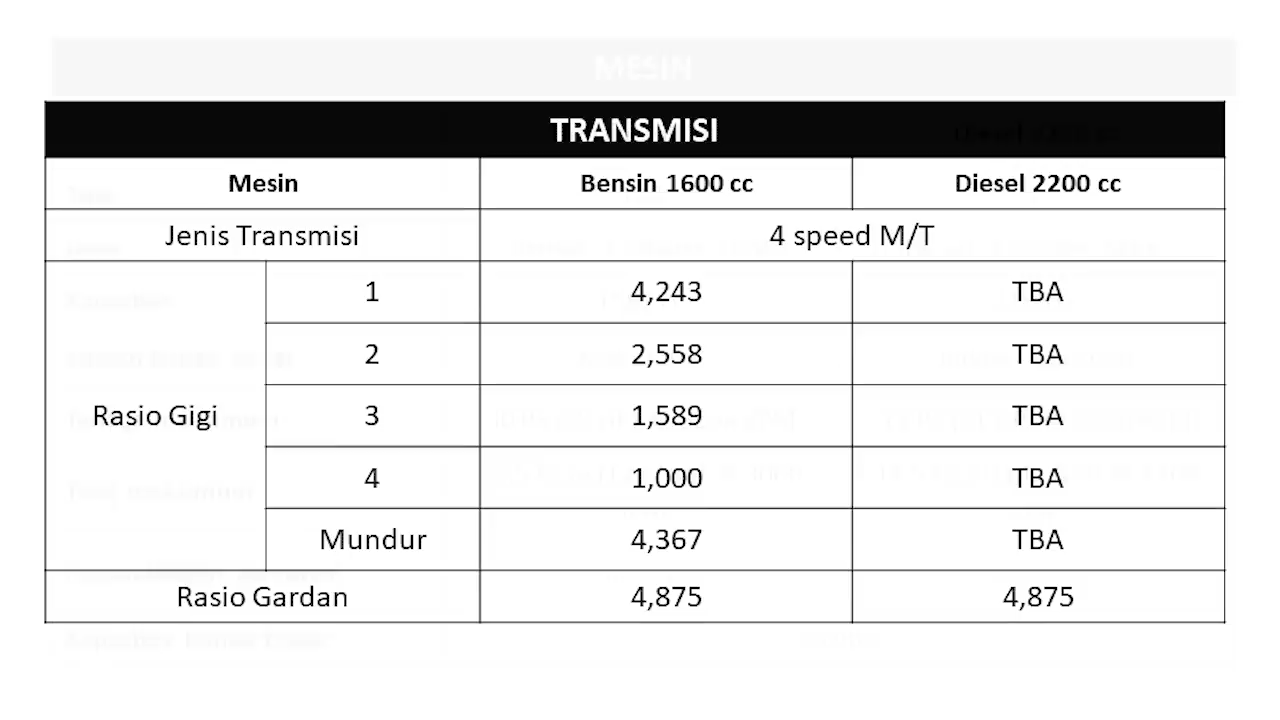 MESIN
TRANSMISI
Mesin Bensin 1600 cc Diesel 2200 cc
Jenis Transmisi 4 speed M/T
Rasio Gigi
1 4,243 TBA
2 2,558 TBA
3 1,589 TBA
4 1,000 TBA
Mundur 4,367 TBA
Rasio Gardan 4,875 4,875